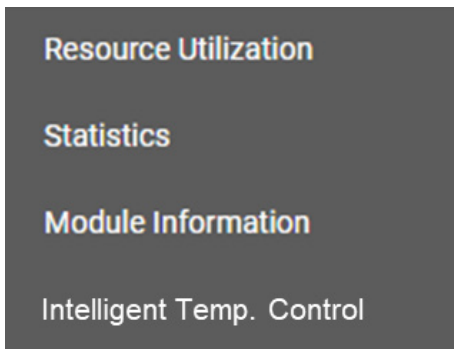 Resource Utilization
Statistics
Module Information
Intelligent Temp. Control